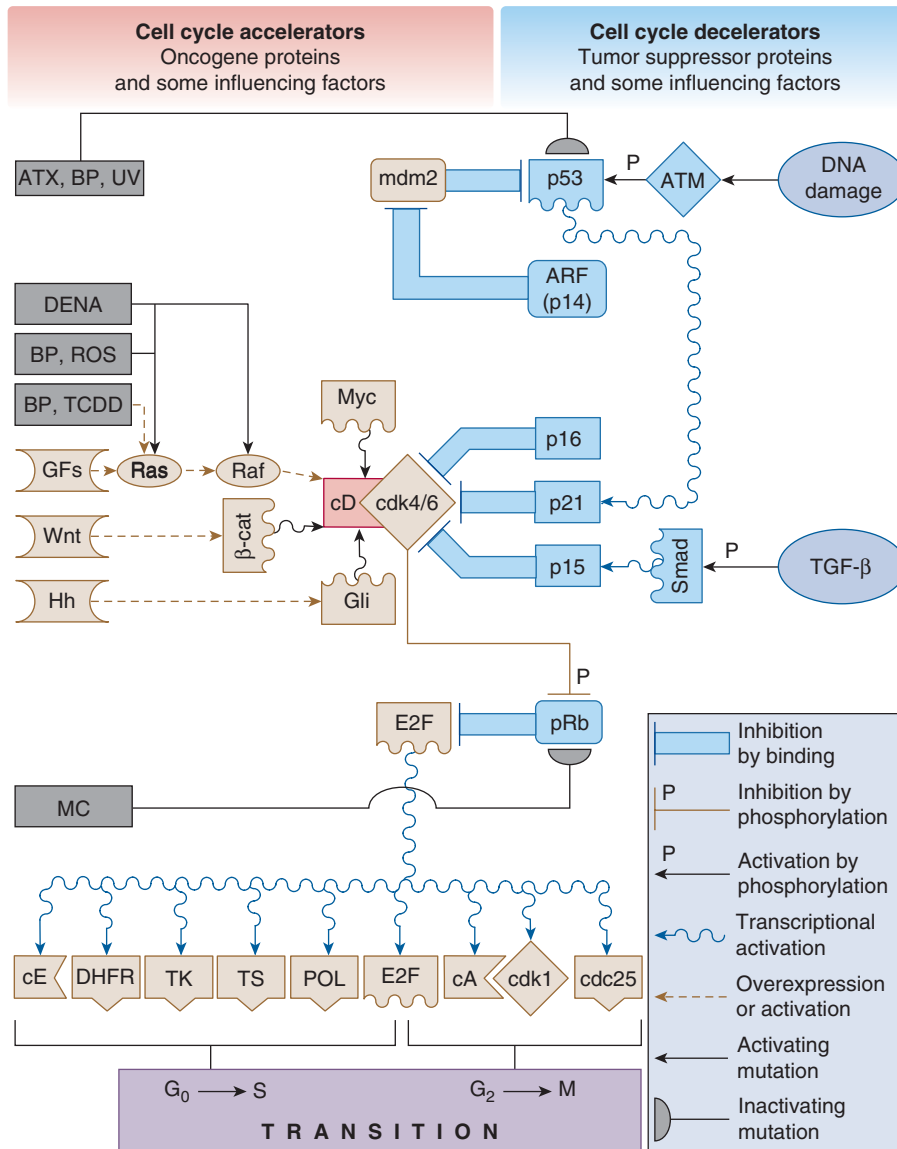 Cell cycle accelerators
Oncogene proteins
and some influencing factors
Cell cycle decelerators
Tumor suppressor proteins
and some influencing factors
ATX, BP, UV
mdm2
p53
P
ATM
DNA
damage
ARF
(p14)
DENA
BP, ROS
BP, TCDD
Myc
GFs
Ras
Raf
cD
cdk4/6
p16
p21
p15
Wnt
β-cat
Hh
Gli
Smad
P
TGF-β
P
E2F
pRb
MC
cE
DHFR
TK
TS
POL
E2F
cA
cdk1
cdc25
G0 → S
G2 → M
TRANSITION
Inhibition
by binding
P
Inhibition by
phosphorylation
P
Activation by
phosphorylation
Transcriptional
activation
Overexpression
or activation
Activating
mutation
Inactivating
mutation